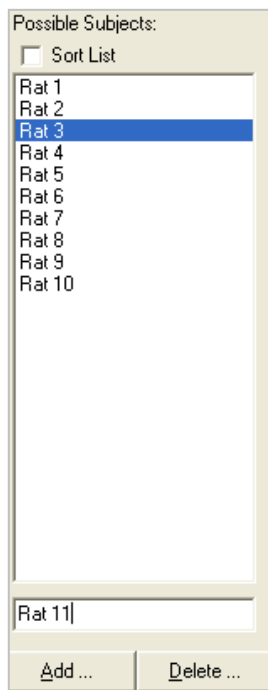 Possible Subjects:
Sort List
Rat 1
Rat 2
Rat 3
Rat 4
Rat 5
Rat 6
Rat 7
Rat 8
Rat 9
Rat 10
Rat 11
Add ... Delete ...